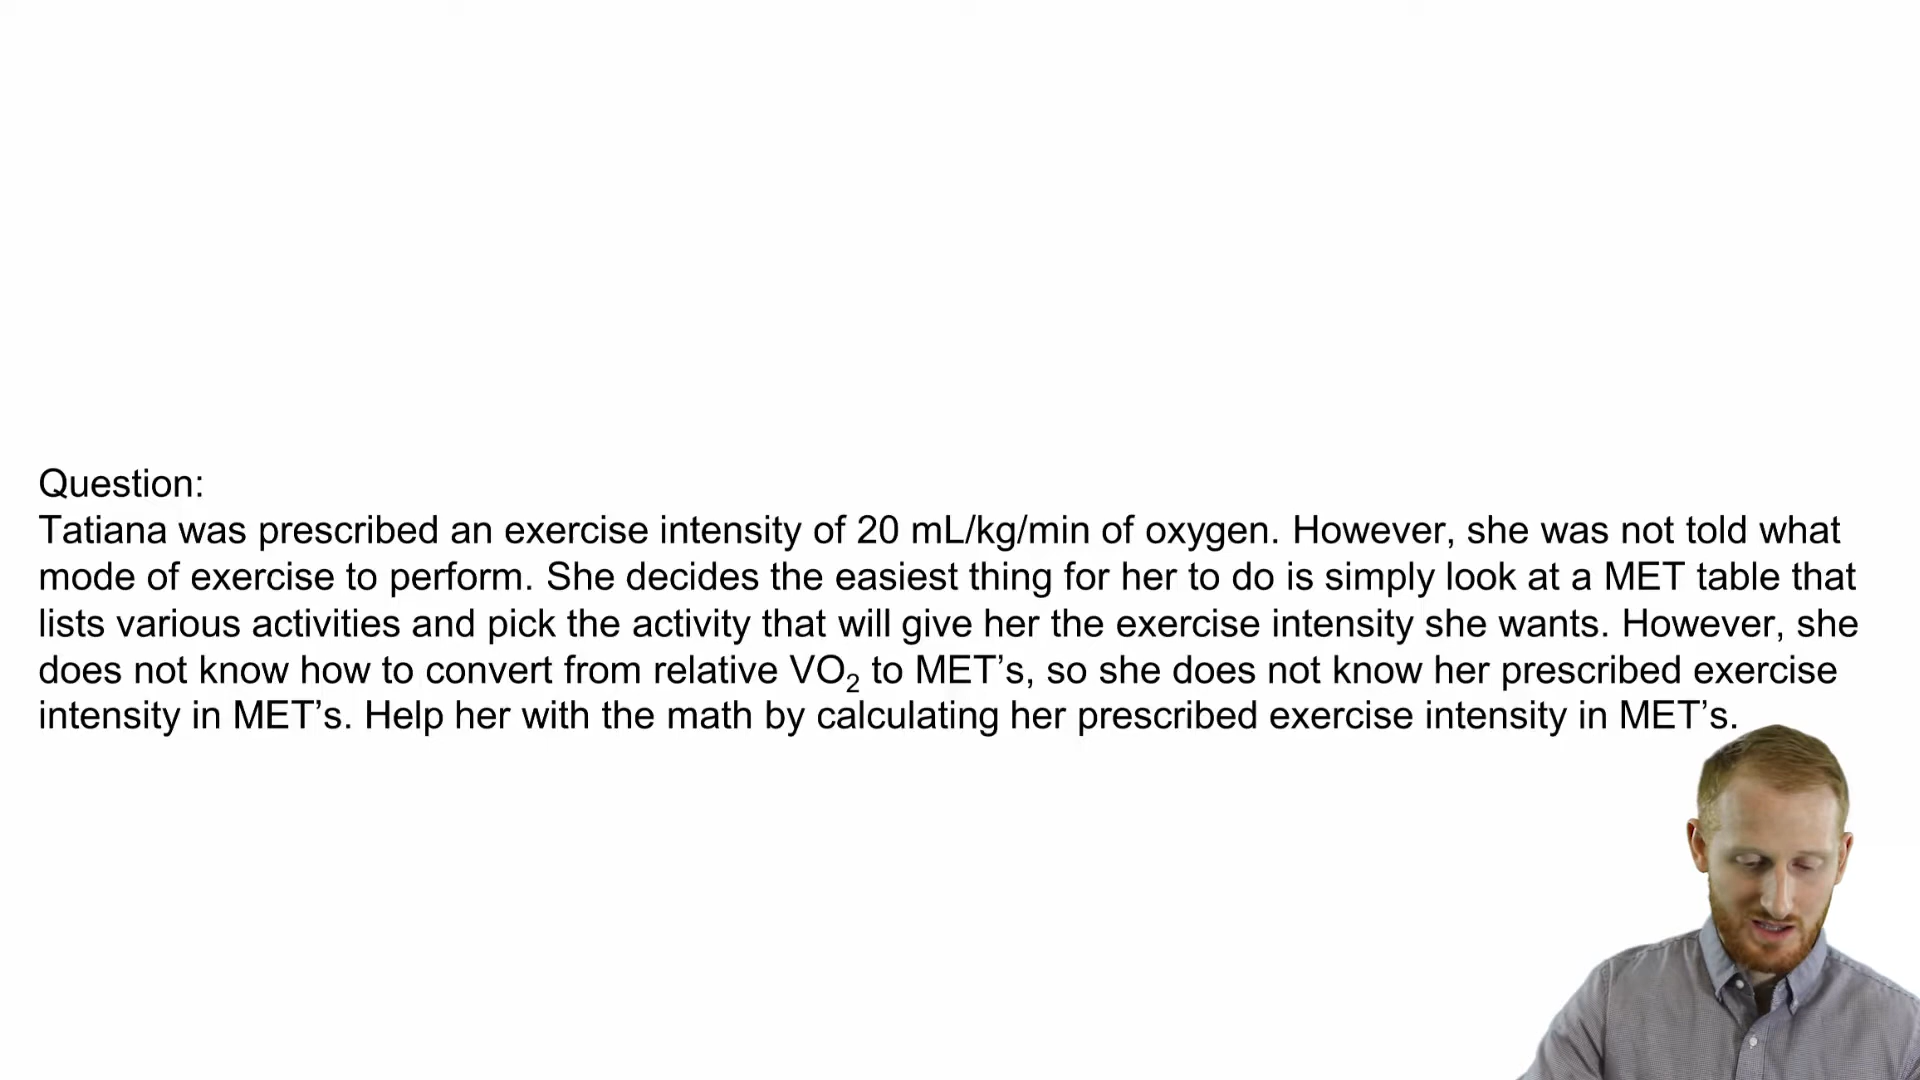 Question:
Tatiana was prescribed an exercise intensity of 20 mL/kg/min of oxygen. However, she was not told what
mode of exercise to perform. She decides the easiest thing for her to do is simply look at a MET table that
lists various activities and pick the activity that will give her the exercise intensity she wants. However, she
does not know how to convert from relative VO₂ to MET’s, so she does not know her prescribed exercise
intensity in MET’s. Help her with the math by calculating her prescribed exercise intensity in MET’s.